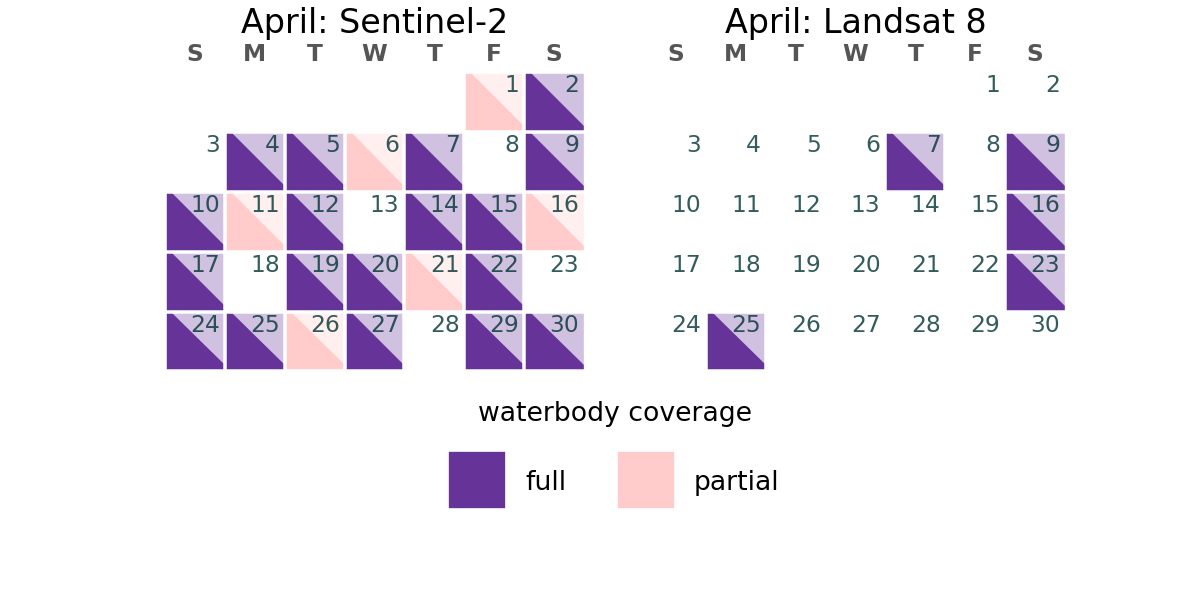 April: Sentinel-2
S M T W T F S
1 2
3 4 5 6 7 8 9
10 11 12 13 14 15 16
17 18 19 20 21 22 23
24 25 26 27 28 29 30
April: Landsat 8
S M T W T F S
1 2
3 4 5 6 7 8 9
10 11 12 13 14 15 16
17 18 19 20 21 22 23
24 25 26 27 28 29 30
waterbody coverage
full partial